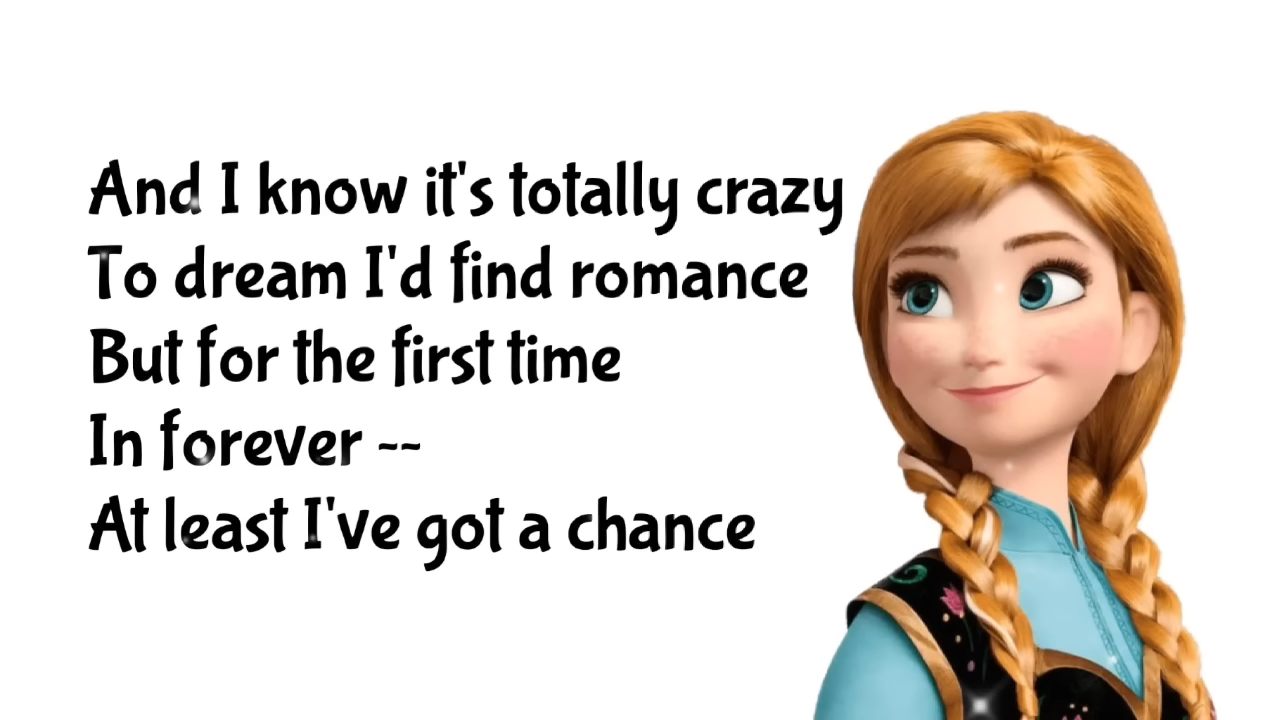 And I know it's totally crazy
To dream I'd find romance
But for the first time
In forever --
At least I've got a chance